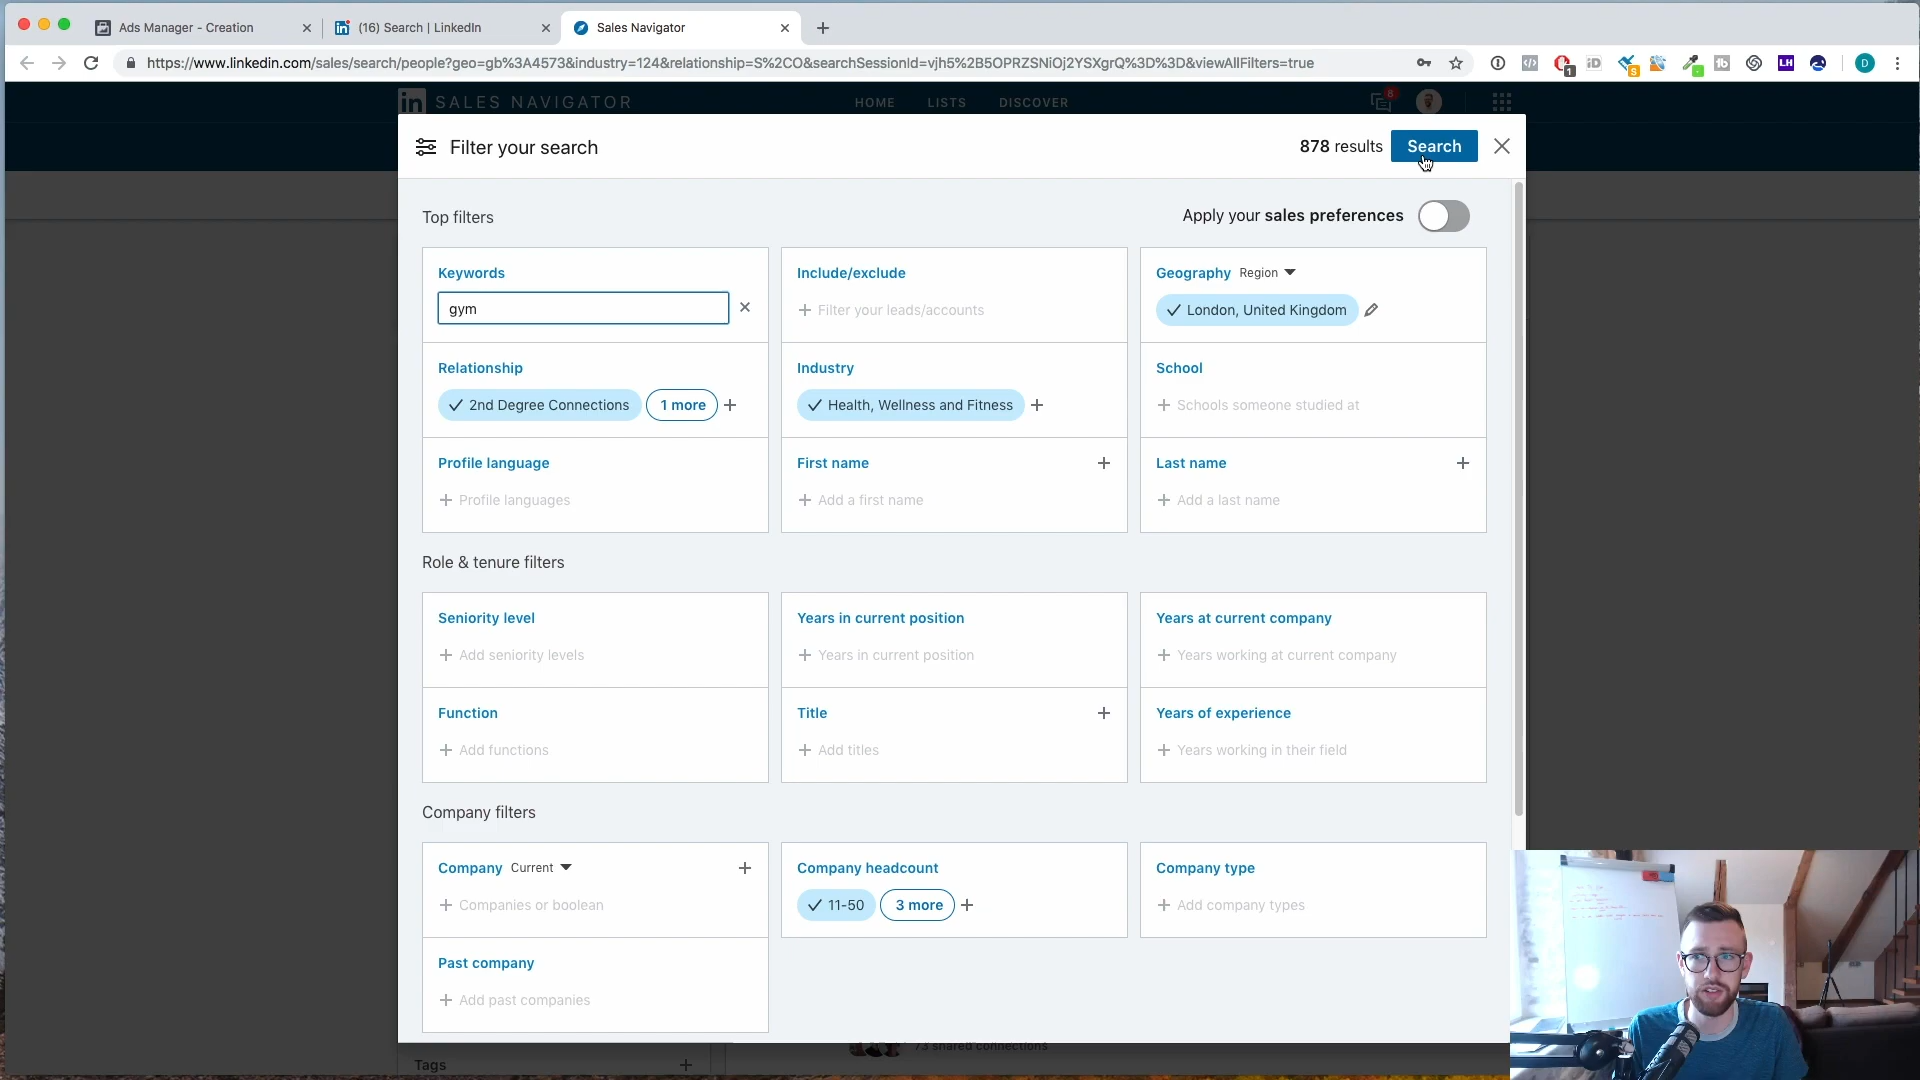 Ads Manager - Creation
(16) Search | LinkedIn
Sales Navigator
https://www.linkedin.com/sales/search/people?geo=gb%3A4573&industry=124&relationship=S%2CO&searchSessionId=vjh5%2B5OPRZSNiOj2YSXgrQ%3D%3D&viewAllFilters=true
in SALES NAVIGATOR
HOME
LISTS
DISCOVER
8
Filter your search
878 results
Search
Top filters
Apply your sales preferences
Keywords
gym
Include/exclude
Filter your leads/accounts
Geography Region
London, United Kingdom
Relationship
2nd Degree Connections
1 more
Industry
Health, Wellness and Fitness
School
Schools someone studied at
Profile language
Profile languages
First name
Add a first name
Last name
Add a last name
Role & tenure filters
Seniority level
Add seniority levels
Years in current position
Years in current position
Years at current company
Years working at current company
Function
Add functions
Title
Add titles
Years of experience
Years working in their field
Company filters
Company Current
Companies or boolean
Company headcount
11-50
3 more
Company type
Add company types
Past company
Add past companies
Tags
73 shared connections